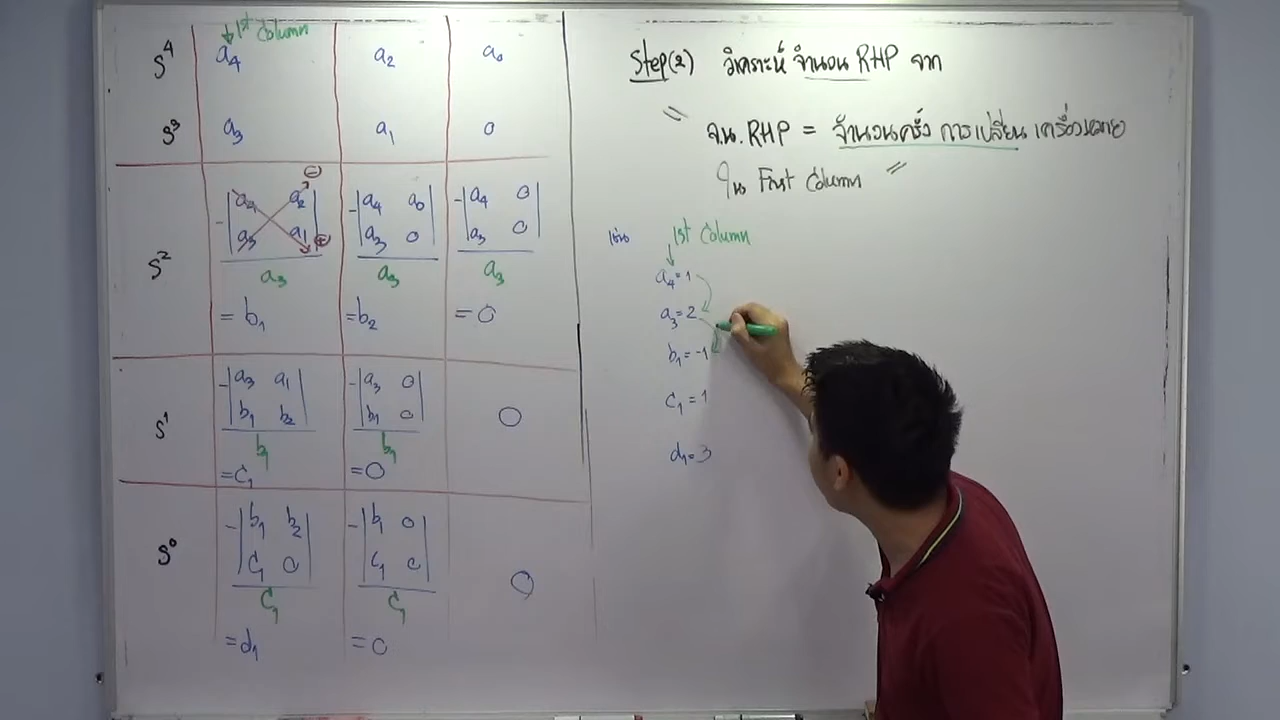 1st Column
S⁴ a₄ a₂ a₀
S³ a₃ a₁ 0
⊖
-|a₄ a₂| -|a₄ a₀| -|a₄ 0|
S² |a₃ a₁| ⊕ |a₃ 0| |a₃ 0|
a₃ a₃ a₃
= b₁ =b₂ = 0
-|a₃ a₁| -|a₃ 0|
S¹ |b₁ b₂| |b₁ 0| 0
b₁ b₁
=C₁ =0
-|b₁ b₂| -|b₁ 0|
S⁰ |C₁ 0| |C₁ 0| 0
C₁ C₁
=d₁ =0
Step(2) วิเคราะห์ จำนวน RHP จาก
" จ.น. RHP = จำนวนครั้ง การเปลี่ยน เครื่องหมาย
ใน First Column "
เช่น 1st Column
a₄=1
a₃=2
b₁=-1
C₁=1
d₁=3